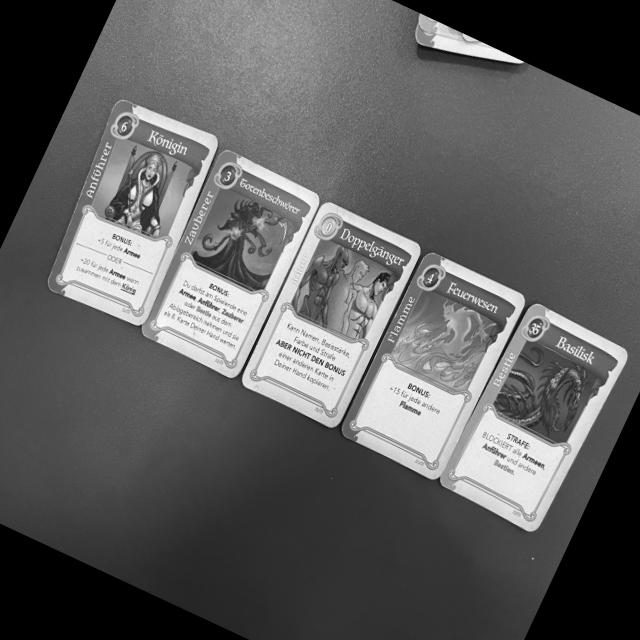 6
Königin
Anführer
BONUS:
+5 für jede Armee
ODER
+20 für jede Armee wenn
zusammen mit dem König
3
Totenbeschwörer
Zauberer
BONUS:
Du darfst am Spielende eine
Armee, Anführer, Zauberer
oder Bestie aus dem
Ablagebereich nehmen und sie
als 8. Karte Deiner Hand werten.
0
Doppelgänger
Kann Namen, Basisstärke,
Farbe und Strafe
ABER NICHT DEN BONUS
einer anderen Karte in
Deiner Hand kopieren.
4
Feuerwesen
Flamme
BONUS:
+15 für jede andere
Flamme
35
Basilisk
Bestie
STRAFE:
BLOCKIERT alle Armeen,
Anführer und andere
Bestien.